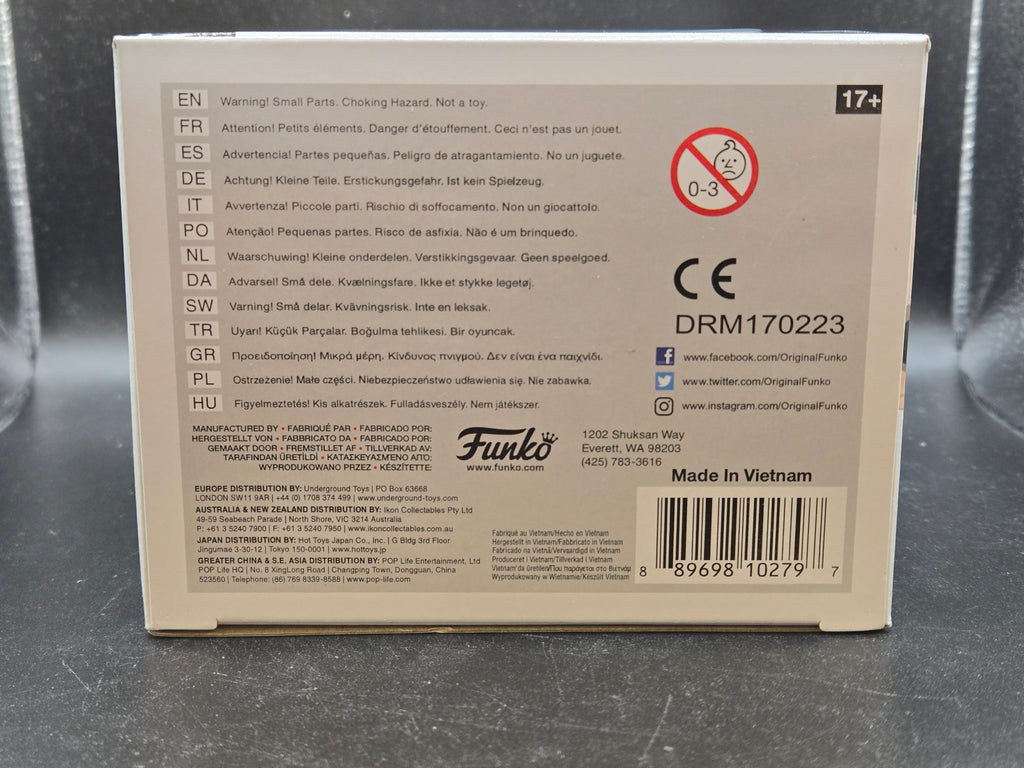 17+
EN Warning! Small Parts. Choking Hazard. Not a toy.
FR Attention! Petits éléments. Danger d'étouffement. Ceci n'est pas un jouet.
ES Advertencia! Partes pequeñas. Peligro de atragantamiento. No un juguete.
DE Achtung! Kleine Teile. Erstickungsgefahr. Ist kein Spielzeug.
IT Avvertenza! Piccole parti. Rischio di soffocamento. Non un giocattolo.
PO Atenção! Pequenas partes. Risco de asfixia. Não é um brinquedo.
NL Waarschuwing! Kleine onderdelen. Verstikkingsgevaar. Geen speelgoed.
DA Advarsel! Små dele. Kvælningsfare. Ikke et stykke legetøj.
SW Varning! Små delar. Kvävningsrisk. Inte en leksak.
TR Uyarı! Küçük Parçalar. Boğulma tehlikesi. Bir oyuncak.
GR Προειδοποίηση! Μικρά μέρη. Κίνδυνος πνιγμού. Δεν είναι ένα παιχνίδι.
PL Ostrzeżenie! Małe części. Niebezpieczeństwo udławienia się. Nie zabawka.
HU Figyelmeztetés! Kis alkatrészek. Fulladásveszély. Nem játékszer.
0-3
CE
DRM170223
f www.facebook.com/OriginalFunko
www.twitter.com/OriginalFunko
www.instagram.com/OriginalFunko
MANUFACTURED BY • FABRIQUÉ PAR • FABRICADO POR:
HERGESTELLT VON • FABBRICATO DA • FABRICADO POR:
GEMAAKT DOOR • FREMSTILLET AF • TILLVERKAD AV:
TARAFINDAN ÜRETİLDİ • ΚΑΤΑΣΚΕΥΑΣΜΕΝΟ ΑΠΟ:
WYPRODUKOWANO PRZEZ • KÉSZÍTETTE:
Funko
www.funko.com
1202 Shuksan Way
Everett, WA 98203
(425) 783-3616
Made In Vietnam
EUROPE DISTRIBUTION BY: Underground Toys | PO Box 63668
LONDON SW11 9AR | +44 (0) 1708 374 499 | www.underground-toys.com
AUSTRALIA & NEW ZEALAND DISTRIBUTION BY: Ikon Collectables Pty Ltd
49-59 Seabeach Parade | North Shore, VIC 3214 Australia
P: +61 3 5240 7900 | F: +61 3 5240 7950 | www.ikoncollectables.com.au
JAPAN DISTRIBUTION BY: Hot Toys Japan Co., Inc. | G Bldg 3rd Floor
Jingumae 3-30-12 | Tokyo 150-0001 | www.hottoys.jp
GREATER CHINA & S.E. ASIA DISTRIBUTION BY: POP Life Entertainment, Ltd
POP Life HQ | No. 8 XingLong Road | Changping Town, Dongguan, China
523560 | Telephone: (86) 769 8339-8588 | www.pop-life.com
Fabriqué au Vietnam/Hecho en Vietnam
Hergestellt in Vietnam/Fabbricato in Vietnam
Fabricado na Vietnã/Vervaardigd in Vietnam
Produceret i Vietnam/Tillverkad i Vietnam
Vietnam'da üretilen/Που παράγεται στο Βιετνάμ
Wyprodukowany w Wietnamie/Készült Vietnam
8 89698 10279 7